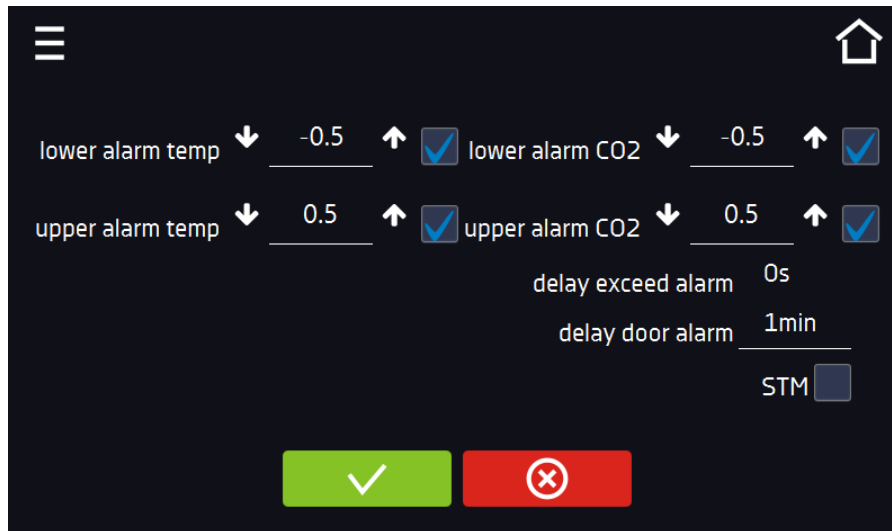 lower alarm temp -0.5 lower alarm CO2 -0.5
upper alarm temp 0.5 upper alarm CO2 0.5
delay exceed alarm 0s
delay door alarm 1min
STM